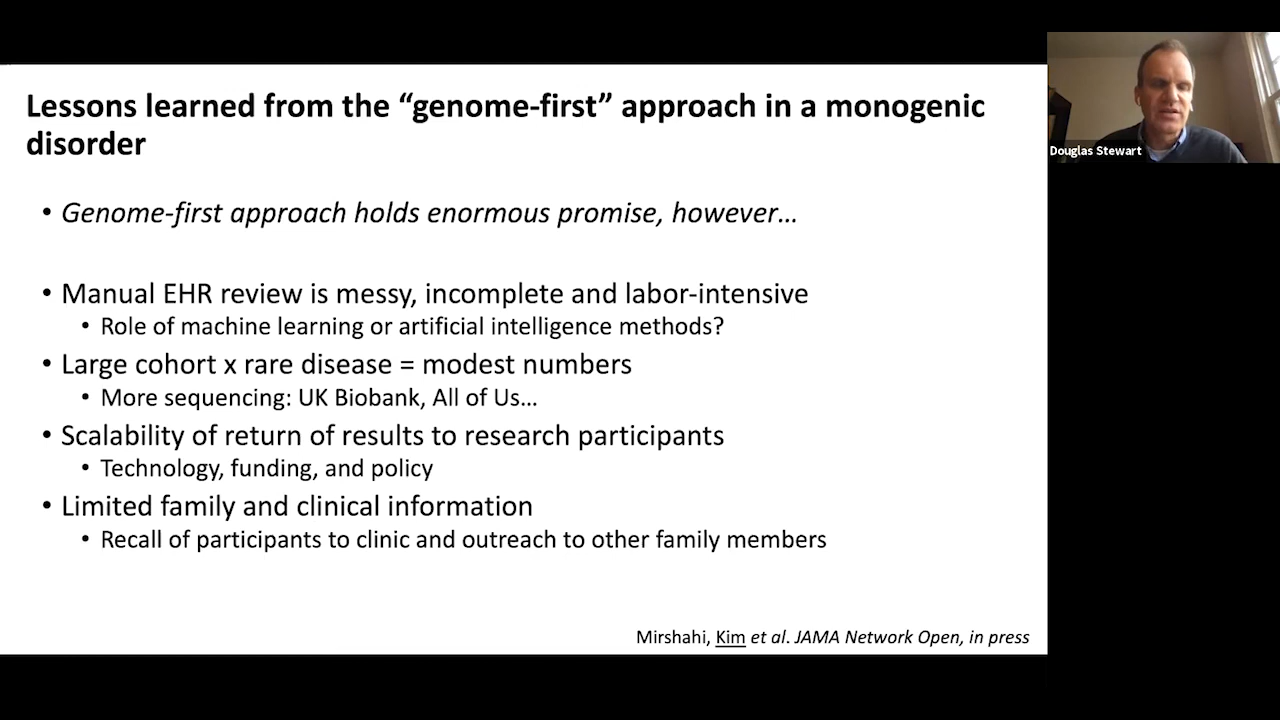 Lessons learned from the “genome-first” approach in a monogenic
disorder
• Genome-first approach holds enormous promise, however…
• Manual EHR review is messy, incomplete and labor-intensive
• Role of machine learning or artificial intelligence methods?
• Large cohort x rare disease = modest numbers
• More sequencing: UK Biobank, All of Us…
• Scalability of return of results to research participants
• Technology, funding, and policy
• Limited family and clinical information
• Recall of participants to clinic and outreach to other family members
Mirshahi, Kim et al. JAMA Network Open, in press
Douglas Stewart